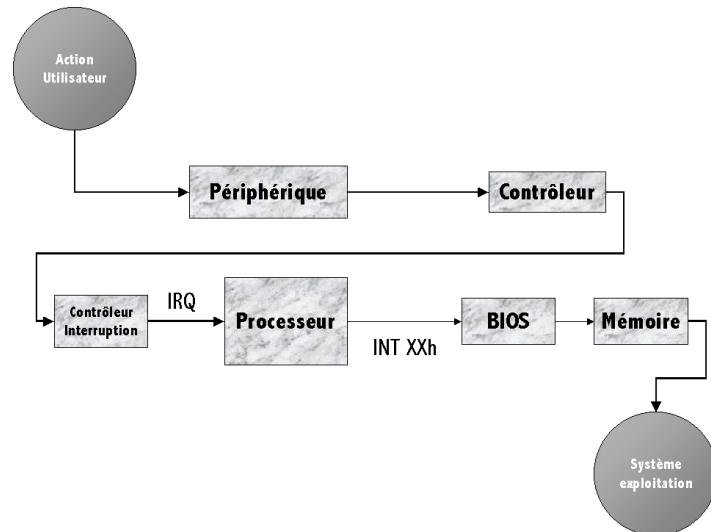 Action
Utilisateur
Périphérique
Contrôleur
Contrôleur
Interruption
IRQ
Processeur
INT XXh
BIOS
Mémoire
Système
exploitation